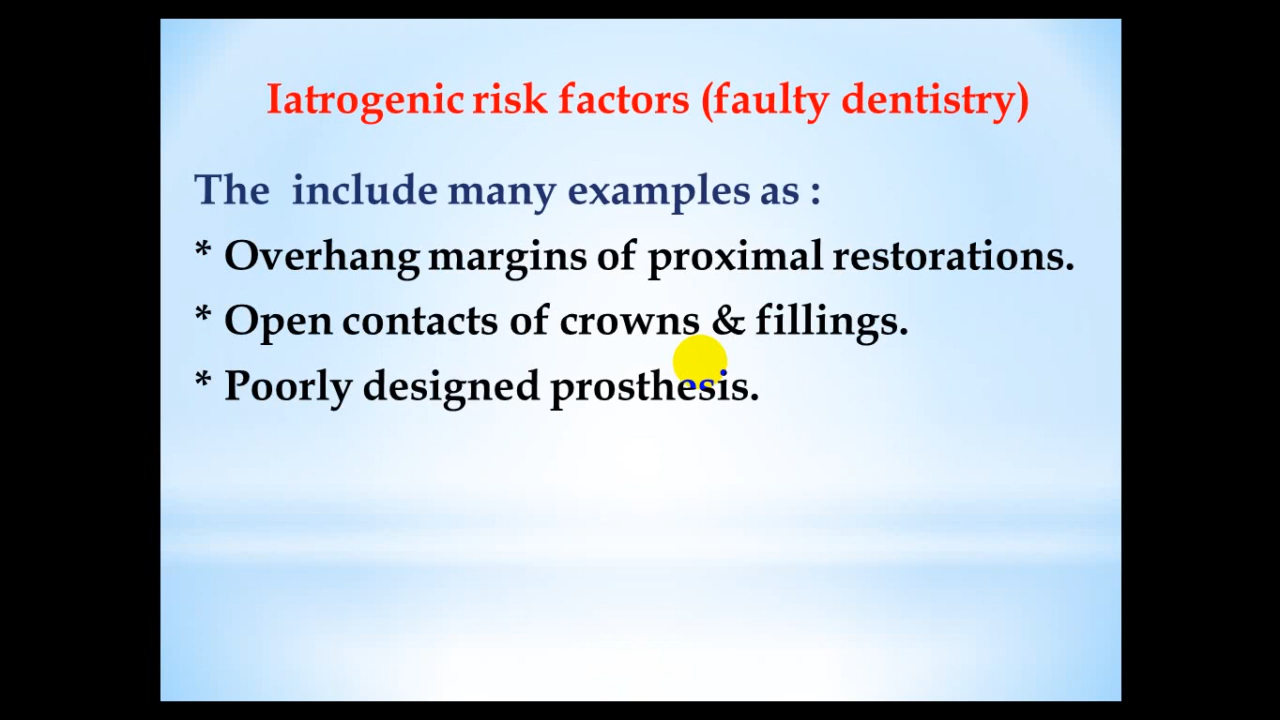 Iatrogenic risk factors (faulty dentistry)
The include many examples as :
* Overhang margins of proximal restorations.
* Open contacts of crowns & fillings.
* Poorly designed prosthesis.